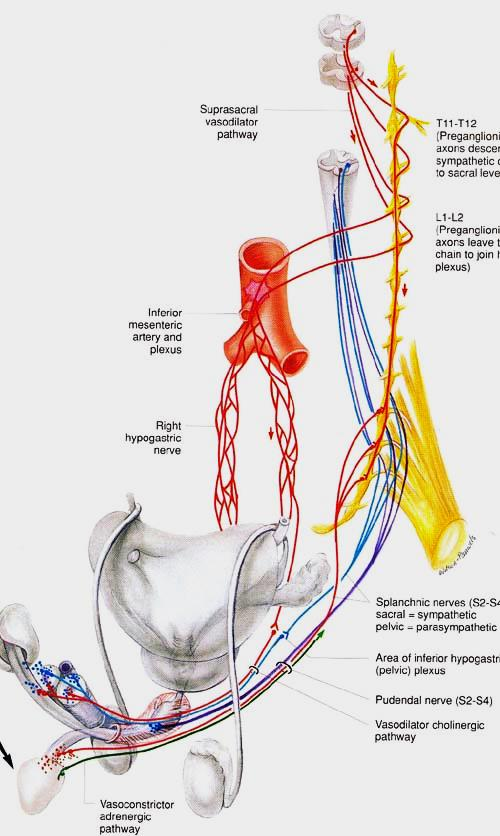 Suprasacral
vasodilator
pathway
T11-T12
(Preganglioni
axons descen
sympathetic c
to sacral leve
L1-L2
(Preganglioni
axons leave t
chain to join h
plexus)
Inferior
mesenteric
artery and
plexus
Right
hypogastric
nerve
Splanchnic nerves (S2-S4
sacral = sympathetic
pelvic = parasympathetic
Area of inferior hypogastri
(pelvic) plexus
Pudendal nerve (S2-S4)
Vasodilator cholinergic
pathway
Vasoconstrictor
adrenergic
pathway